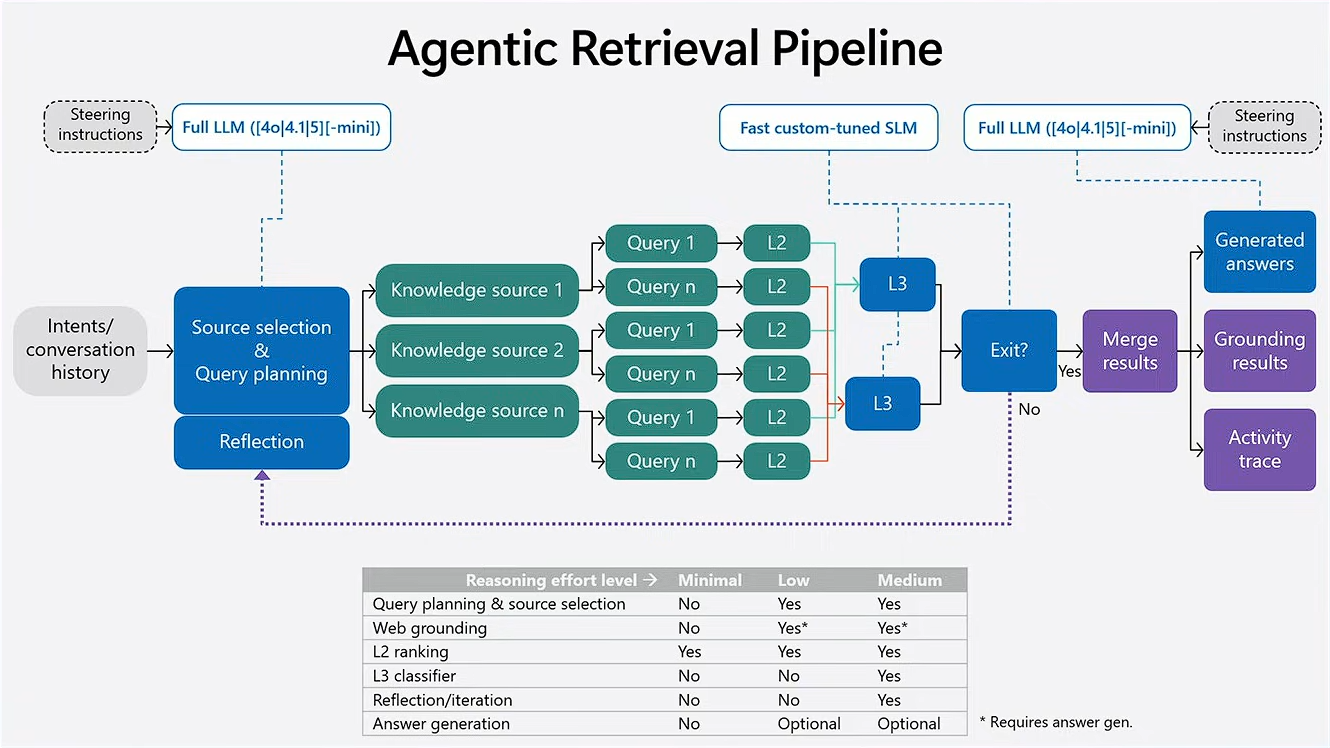 Agentic Retrieval Pipeline
Steering
instructions
Full LLM ([4o|4.1|5][-mini])
Fast custom-tuned SLM
Full LLM ([4o|4.1|5][-mini])
Steering
instructions
Intents/
conversation
history
Source selection
&
Query planning
Reflection
Knowledge source 1
Knowledge source 2
Knowledge source n
Query 1
L2
Query n
L2
Query 1
L2
Query n
L2
Query 1
L2
Query n
L2
L3
L3
Exit?
Yes
No
Merge
results
Generated
answers
Grounding
results
Activity
trace
Reasoning effort level → Minimal Low Medium
Query planning & source selection No Yes Yes
Web grounding No Yes* Yes*
L2 ranking Yes Yes Yes
L3 classifier No No Yes
Reflection/iteration No No Yes
Answer generation No Optional Optional
* Requires answer gen.